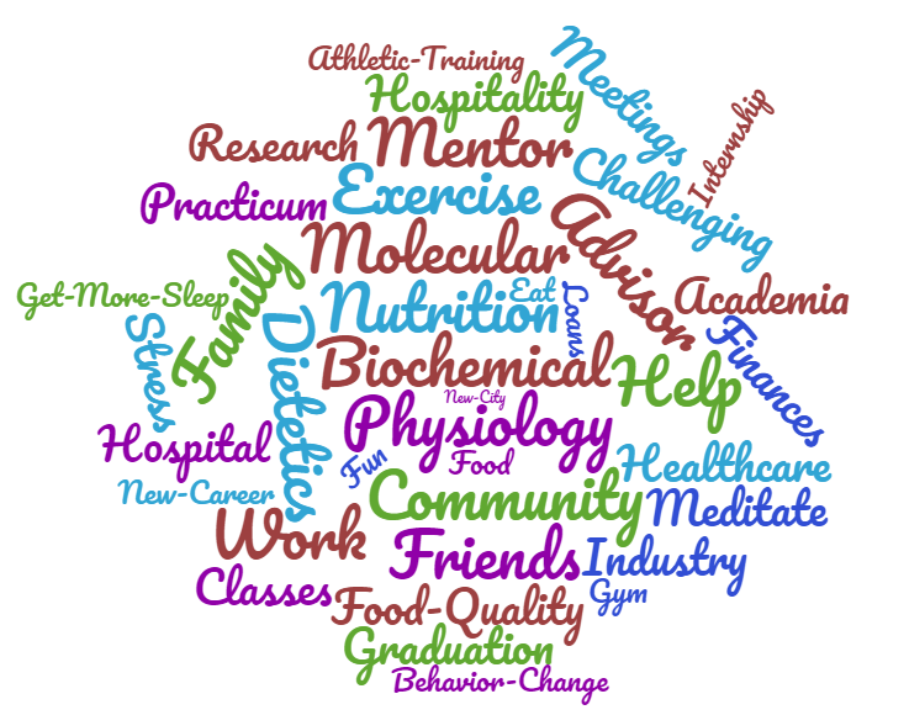 Athletic-Training
Meetings
Hospitality
Internship
Research
Mentor
Challenging
Practicum
Exercise
Advisor
Molecular
Family
Get-More-Sleep
Nutrition
Eat
Loans
Academia
Stress
Dietetics
Biochemical
Help
Finances
New-City
Physiology
Hospital
Fun
Food
Healthcare
New-Career
Community
Meditate
Work
Friends
Industry
Classes
Food-Quality
Gym
Graduation
Behavior-Change